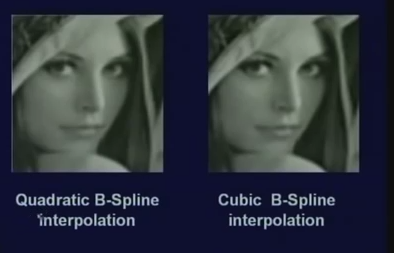 Quadratic B-Spline
interpolation
Cubic B-Spline
interpolation